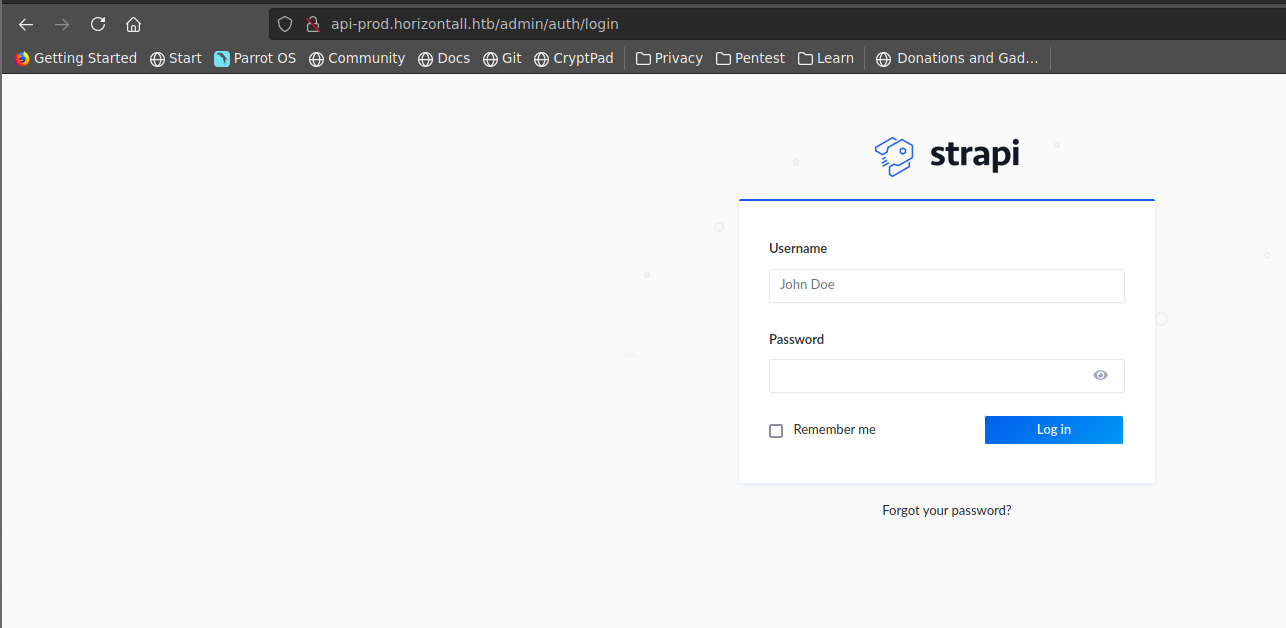 api-prod.horizontall.htb/admin/auth/login
Getting Started Start Parrot OS Community Docs Git CryptPad Privacy Pentest Learn Donations and Gad...
strapi
Username
John Doe
Password
Remember me Log in
Forgot your password?